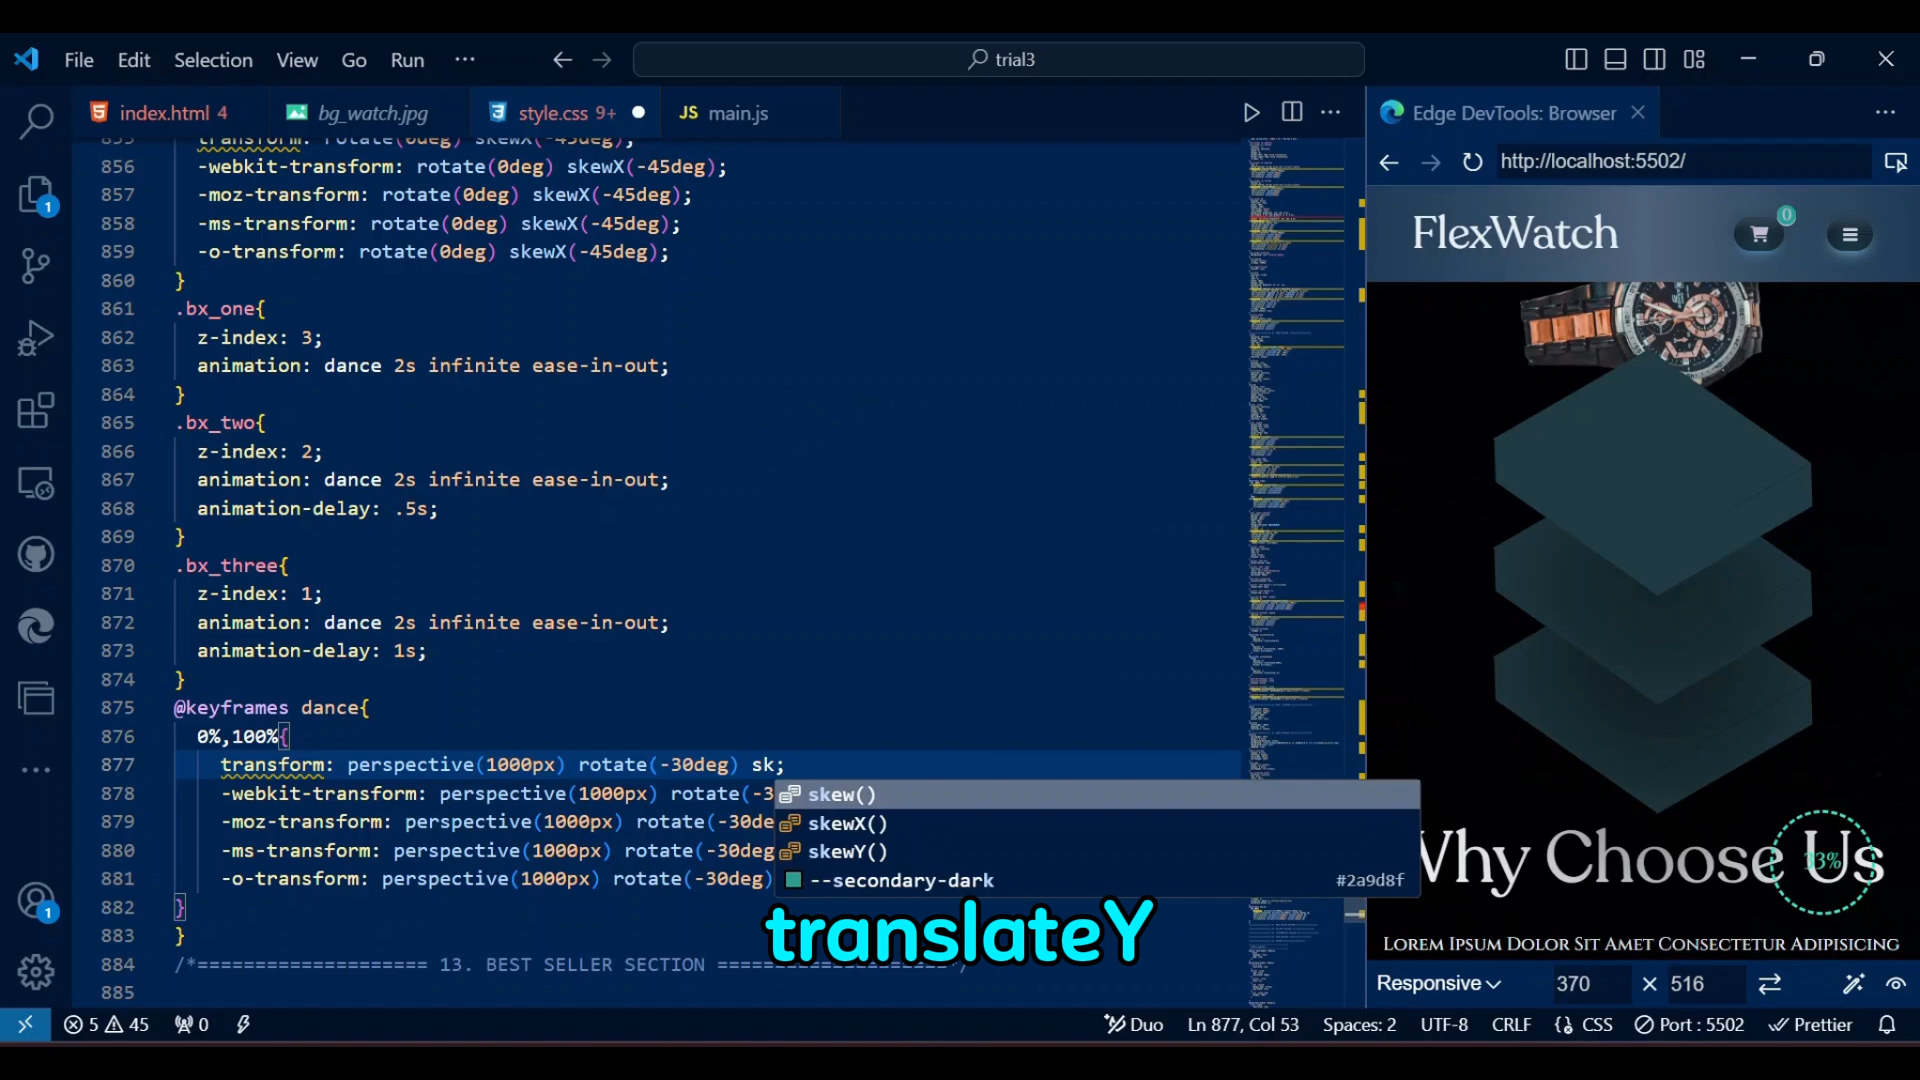 File Edit Selection View Go Run ··· trial3
index.html 4 bg_watch.jpg style.css 9+ JS main.js Edge DevTools: Browser
http://localhost:5502/
855 transform: rotate(0deg) skewX(-45deg);
856 -webkit-transform: rotate(0deg) skewX(-45deg);
857 -moz-transform: rotate(0deg) skewX(-45deg);
858 -ms-transform: rotate(0deg) skewX(-45deg);
859 -o-transform: rotate(0deg) skewX(-45deg);
860 }
861 .bx_one{
862 z-index: 3;
863 animation: dance 2s infinite ease-in-out;
864 }
865 .bx_two{
866 z-index: 2;
867 animation: dance 2s infinite ease-in-out;
868 animation-delay: .5s;
869 }
870 .bx_three{
871 z-index: 1;
872 animation: dance 2s infinite ease-in-out;
873 animation-delay: 1s;
874 }
875 @keyframes dance{
876 0%,100%{
877 transform: perspective(1000px) rotate(-30deg) sk;
878 -webkit-transform: perspective(1000px) rotate(-3
879 -moz-transform: perspective(1000px) rotate(-30de
880 -ms-transform: perspective(1000px) rotate(-30deg
881 -o-transform: perspective(1000px) rotate(-30deg)
882 }
883 }
884 /*==================== 13. BEST SELLER SECTION ====================*/
885
skew()
skewX()
skewY()
--secondary-dark #2a9d8f
translateY
FlexWatch
0
Why Choose Us
33%
Lorem Ipsum Dolor Sit Amet Consectetur Adipisicing
Responsive 370 × 516
1
1
5 45 0 Duo Ln 877, Col 53 Spaces: 2 UTF-8 CRLF CSS Port : 5502 Prettier